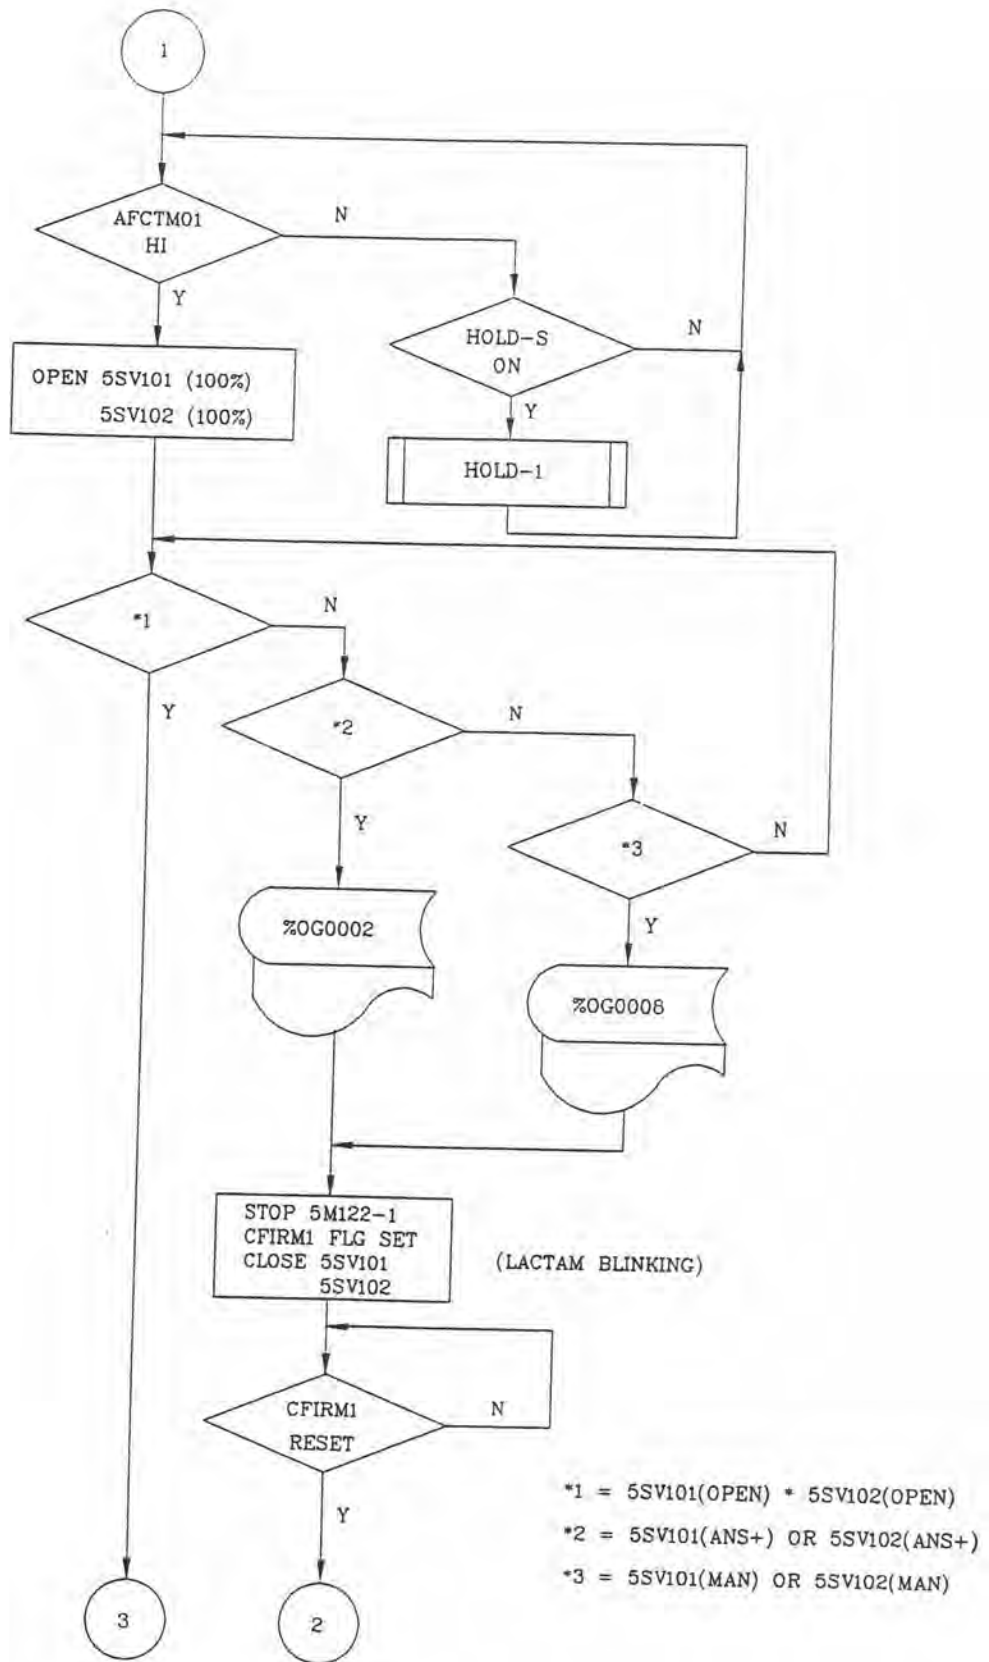 1
AFCTM01
HI
N
Y
HOLD-S
ON
N
Y
OPEN 5SV101 (100%)
5SV102 (100%)
HOLD-1
*1
N
Y
*2
N
Y
*3
N
Y
%OG0002
%OG0008
STOP 5M122-1
CFIRM1 FLG SET
CLOSE 5SV101
5SV102
(LACTAM BLINKING)
CFIRM1
RESET
N
Y
*1 = 5SV101(OPEN) * 5SV102(OPEN)
*2 = 5SV101(ANS+) OR 5SV102(ANS+)
*3 = 5SV101(MAN) OR 5SV102(MAN)
3
2